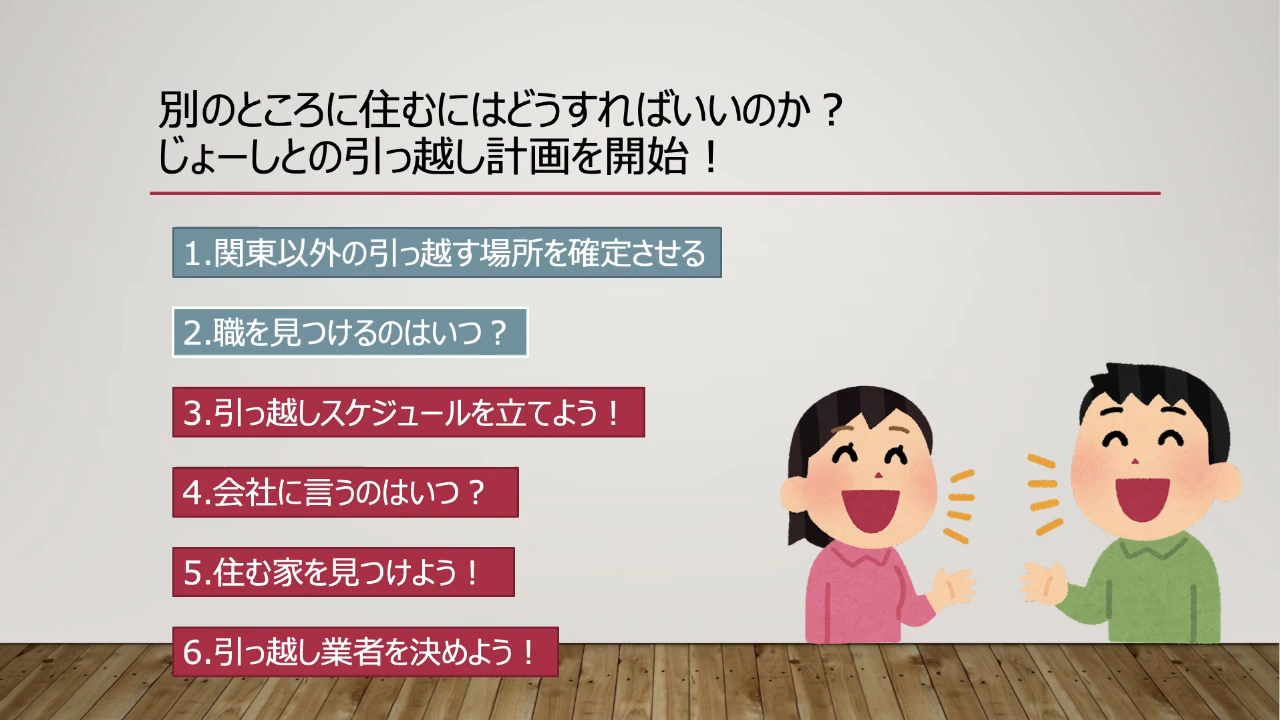 別のところに住むにはどうすればいいのか？
じょーしとの引っ越し計画を開始！
1.関東以外の引っ越す場所を確定させる
2.職を見つけるのはいつ？
3.引っ越しスケジュールを立てよう！
4.会社に言うのはいつ？
5.住む家を見つけよう！
6.引っ越し業者を決めよう！